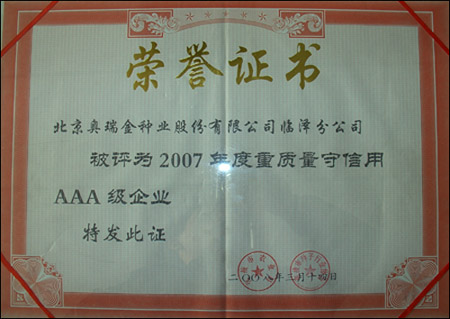 荣誉证书
北京奥瑞金种业股份有限公司临泽分公司
被评为2007年度重质量守信用
AAA级企业
特发此证
二〇〇八年三月十四日